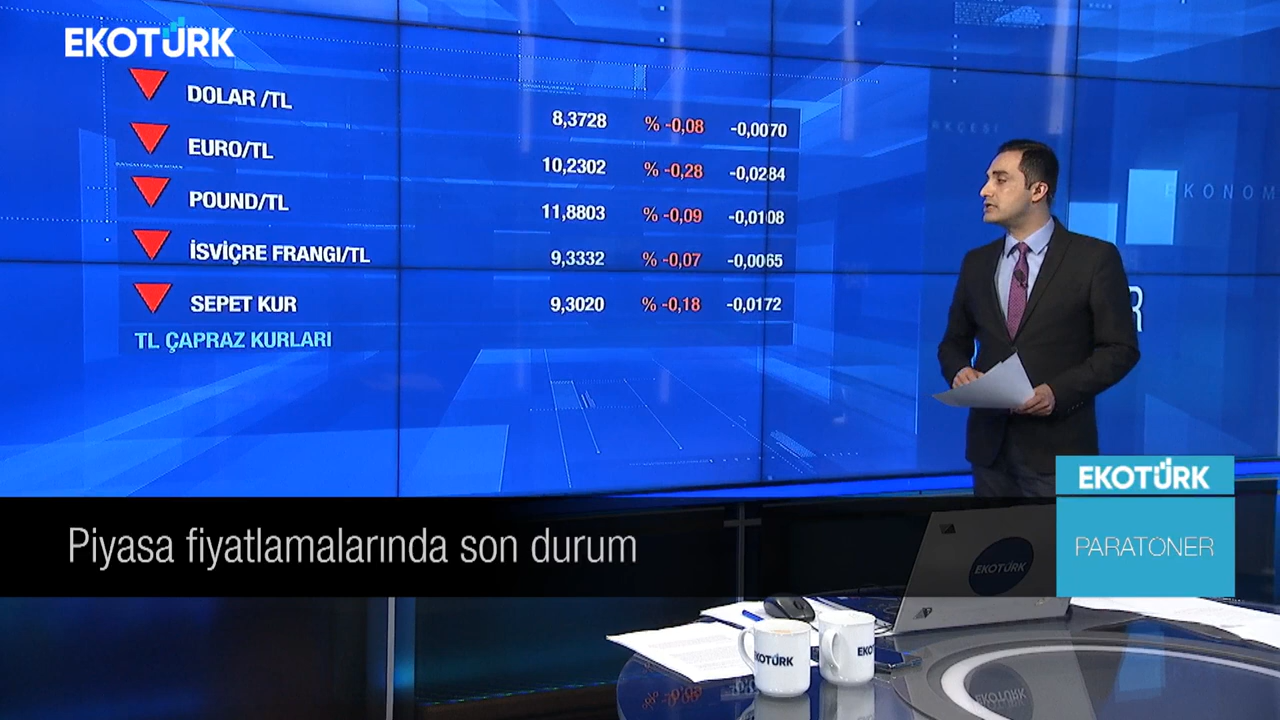 EKOTÜRK
DOLAR /TL 8,3728 % -0,08 -0,0070
EURO/TL 10,2302 % -0,28 -0,0284
POUND/TL 11,8803 % -0,09 -0,0108
İSVİÇRE FRANGI/TL 9,3332 % -0,07 -0,0065
SEPET KUR 9,3020 % -0,18 -0,0172
TL ÇAPRAZ KURLARI
EKONOM
R
EKOTÜRK
Piyasa fiyatlamalarında son durum
PARATONER
EKOTÜRK
EKOTÜRK
EKO